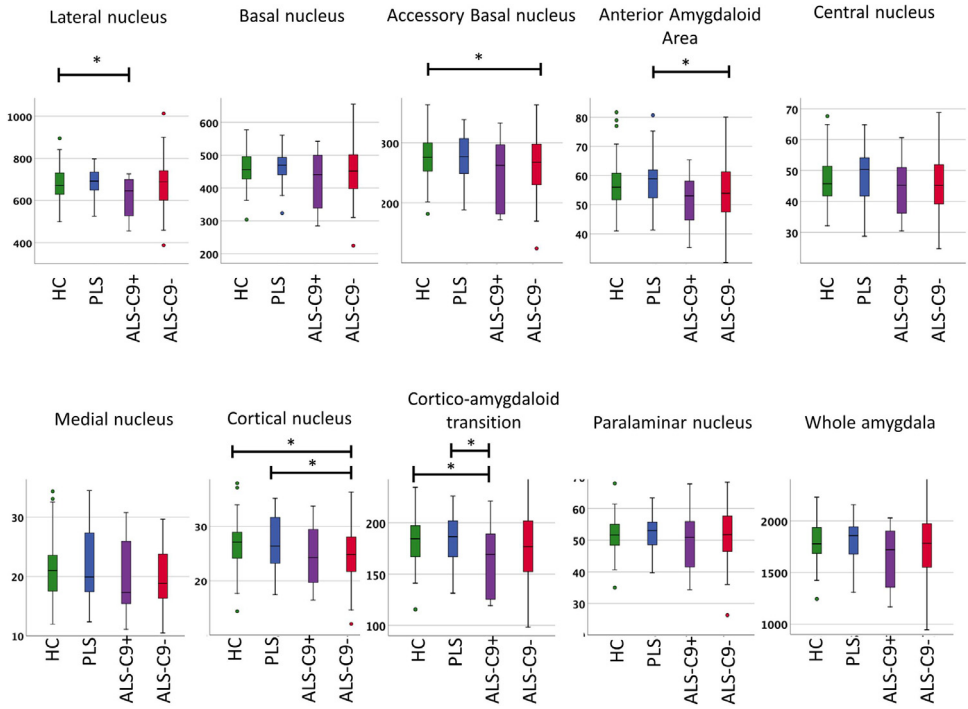 Lateral nucleus
Basal nucleus
Accessory Basal nucleus
Anterior Amygdaloid
Area
Central nucleus
*
*
*
1000
800
600
400
600
500
400
300
200
300
200
80
60
40
70
60
50
40
30
HC
PLS
ALS-C9+
ALS-C9-
HC
PLS
ALS-C9+
ALS-C9-
HC
PLS
ALS-C9+
ALS-C9-
HC
PLS
ALS-C9+
ALS-C9-
HC
PLS
ALS-C9+
ALS-C9-
Medial nucleus
Cortical nucleus
Cortico-amygdaloid
transition
Paralaminar nucleus
Whole amygdala
*
*
*
*
30
20
10
30
20
200
150
100
70
60
50
40
30
2000
1500
1000
HC
PLS
ALS-C9+
ALS-C9-
HC
PLS
ALS-C9+
ALS-C9-
HC
PLS
ALS-C9+
ALS-C9-
HC
PLS
ALS-C9+
ALS-C9-
HC
PLS
ALS-C9+
ALS-C9-